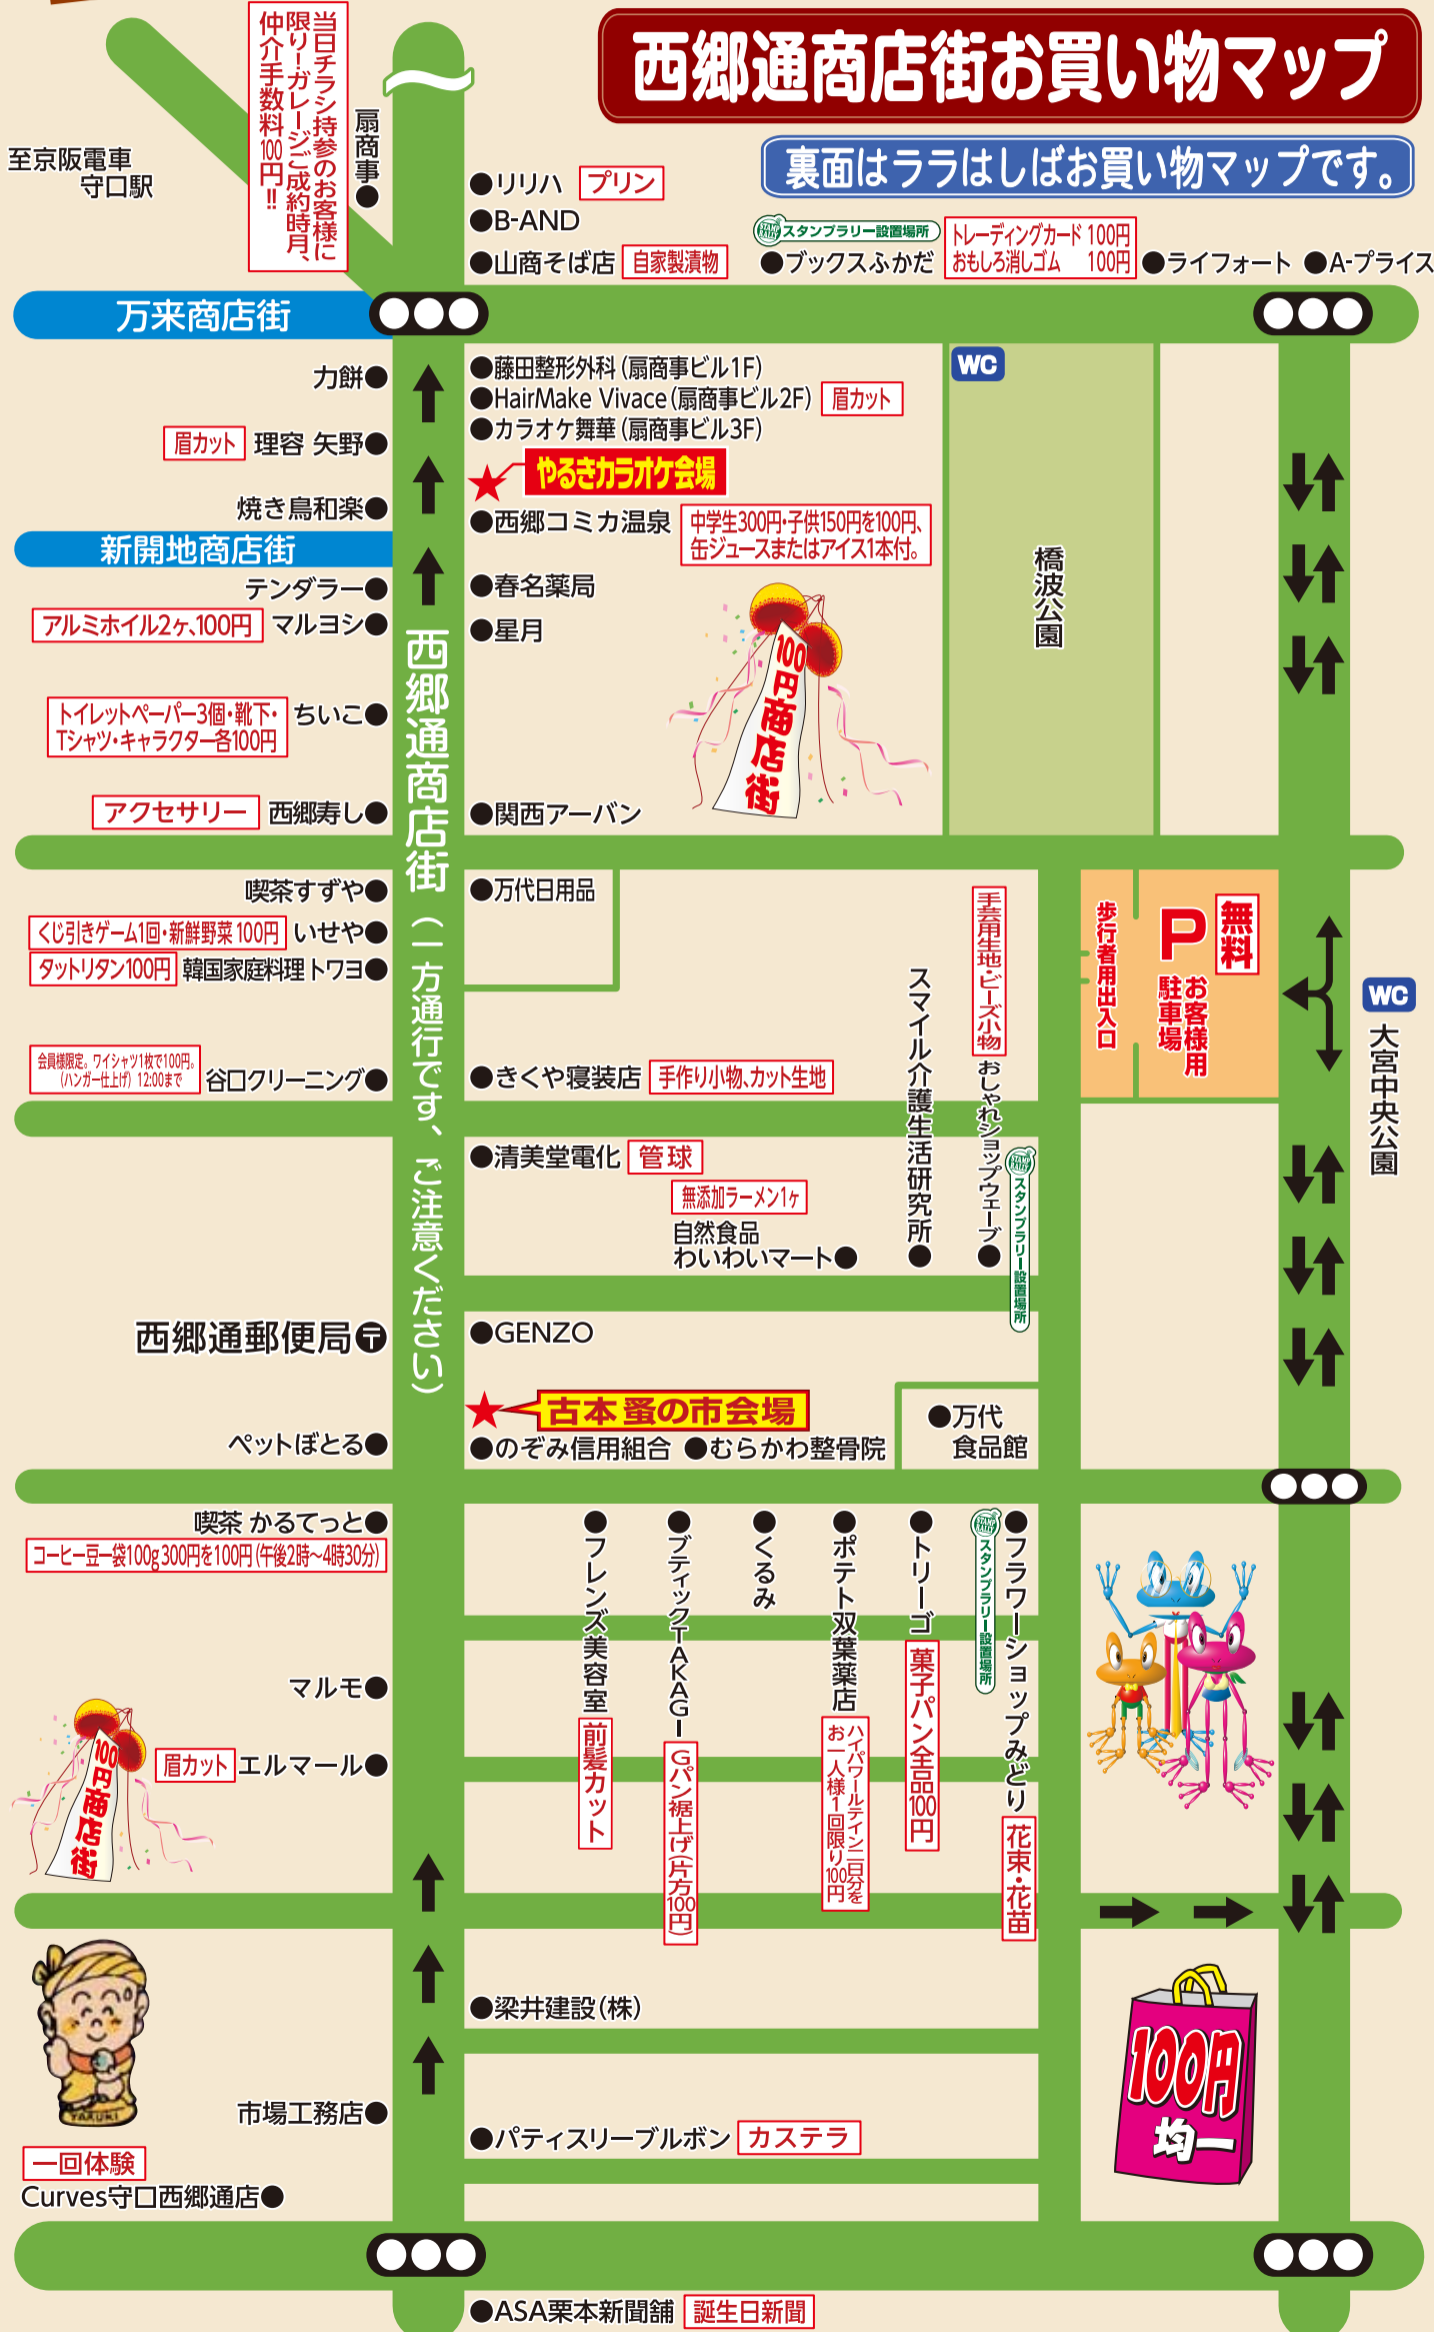 西郷通商店街お買い物マップ
裏面はララはしばお買い物マップです。
当日チラシ持参のお客様に
限り!ガレージご成約時月、
仲介手数料100円!!
扇商事
至京阪電車
守口駅
リリハ プリン
B-AND
山商そば店 自家製漬物
STAMP RALLY スタンプラリー設置場所
ブックスふかだ
トレーディングカード 100円
おもしろ消しゴム 100円
ライフォート
A-プライス
万来商店街
力餅
眉カット 理容 矢野
焼き鳥和楽
新開地商店街
テンダラー
アルミホイル2ヶ、100円 マルヨシ
トイレットペーパー3個・靴下・
Tシャツ・キャラクター各100円
ちいこ
アクセサリー 西郷寿し
藤田整形外科(扇商事ビル1F)
HairMake Vivace(扇商事ビル2F) 眉カット
カラオケ舞華(扇商事ビル3F)
やるきカラオケ会場
西郷コミカ温泉
中学生300円・子供150円を100円、
缶ジュースまたはアイス1本付。
春名薬局
星月
100円商店街
関西アーバン
WC
橋波公園
西郷通商店街(一方通行です、ご注意ください)
喫茶すずや
くじ引きゲーム1回・新鮮野菜 100円 いせや
タットリタン100円 韓国家庭料理 トワヨ
会員様限定。ワイシャツ1枚で100円。
(ハンガー仕上げ) 12:00まで
谷口クリーニング
万代日用品
きくや寝装店 手作り小物、カット生地
清美堂電化 管球
無添加ラーメン1ヶ
自然食品
わいわいマート
スマイル介護生活研究所
手芸用生地・ビーズ小物
おしゃれショップウェーブ
STAMP RALLY スタンプラリー設置場所
歩行者用出入口
無料
P
お客様用
駐車場
WC
大宮中央公園
西郷通郵便局 〒
GENZO
古本 蚤の市会場
ペットぼとる
のぞみ信用組合
むらかわ整骨院
万代
食品館
喫茶 かるてっと
コーヒー豆一袋100g 300円を100円(午後2時〜4時30分)
マルモ
眉カット エルマール
100円商店街
フレンズ美容室 前髪カット
ブティックTAKAGI Gパン裾上げ(片方100円)
くるみ
ポテト双葉薬店
ハイパワールテイン二日分を
お一人様1回限り100円
トリーゴ 菓子パン全品100円
STAMP RALLY スタンプラリー設置場所
フラワーショップみどり 花束・花苗
梁井建設(株)
YARUKI
市場工務店
パティスリーブルボン カステラ
100円
均一
一回体験
Curves守口西郷通店
ASA栗本新聞舗 誕生日新聞